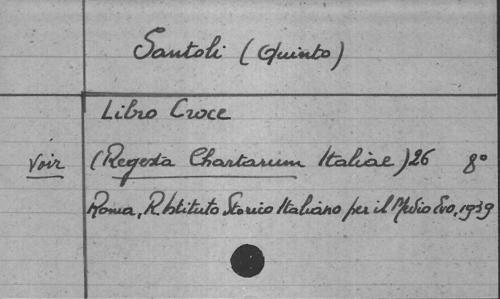 Santoli (Quinto)
Libro Croce
Voir (Regesta Chartarum Italiae) 26 8°
Roma, R. Istituto Storico Italiano per il Medio Evo, 1939